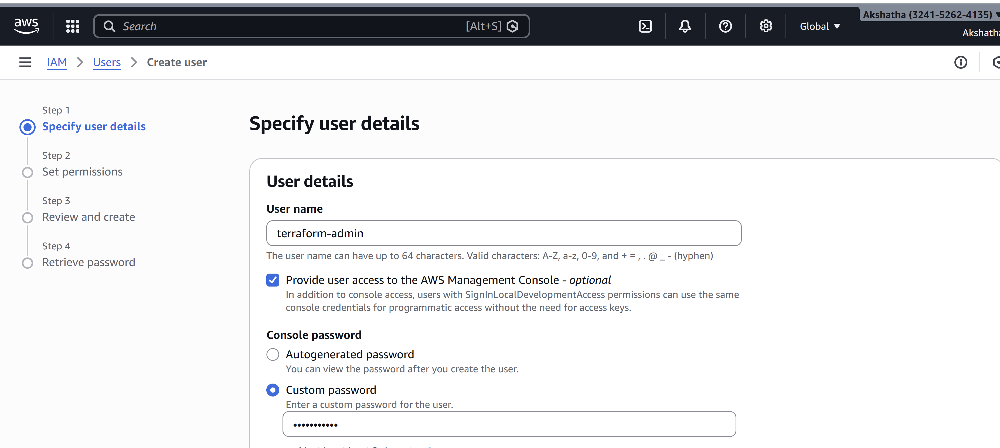 aws
Search
[Alt+S]
Global
Akshatha (3241-5262-4135)
IAM
Users
Create user
Step 1
Specify user details
Step 2
Set permissions
Step 3
Review and create
Step 4
Retrieve password
Specify user details
User details
User name
terraform-admin
The user name can have up to 64 characters. Valid characters: A-Z, a-z, 0-9, and + = , . @ _ - (hyphen)
Provide user access to the AWS Management Console - optional
In addition to console access, users with SignInLocalDevelopmentAccess permissions can use the same
console credentials for programmatic access without the need for access keys.
Console password
Autogenerated password
You can view the password after you create the user.
Custom password
Enter a custom password for the user.
•••••••••••